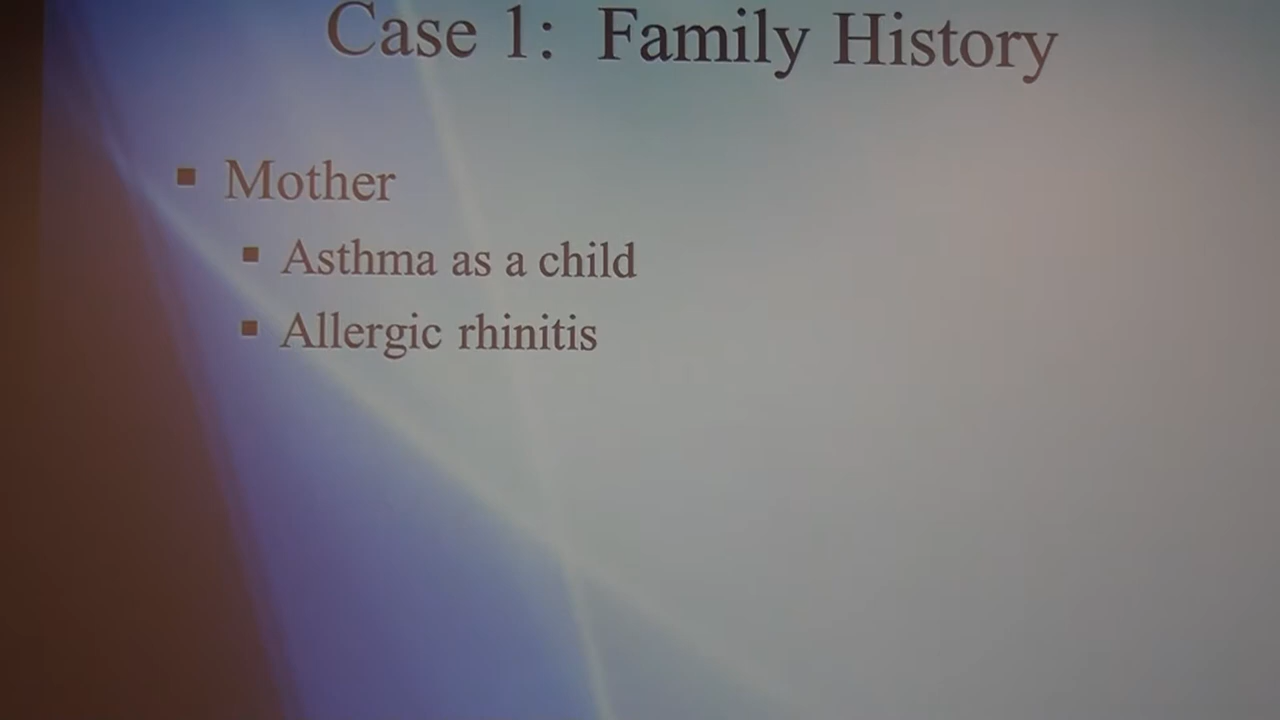 Case 1: Family History
▪ Mother
▪ Asthma as a child
▪ Allergic rhinitis